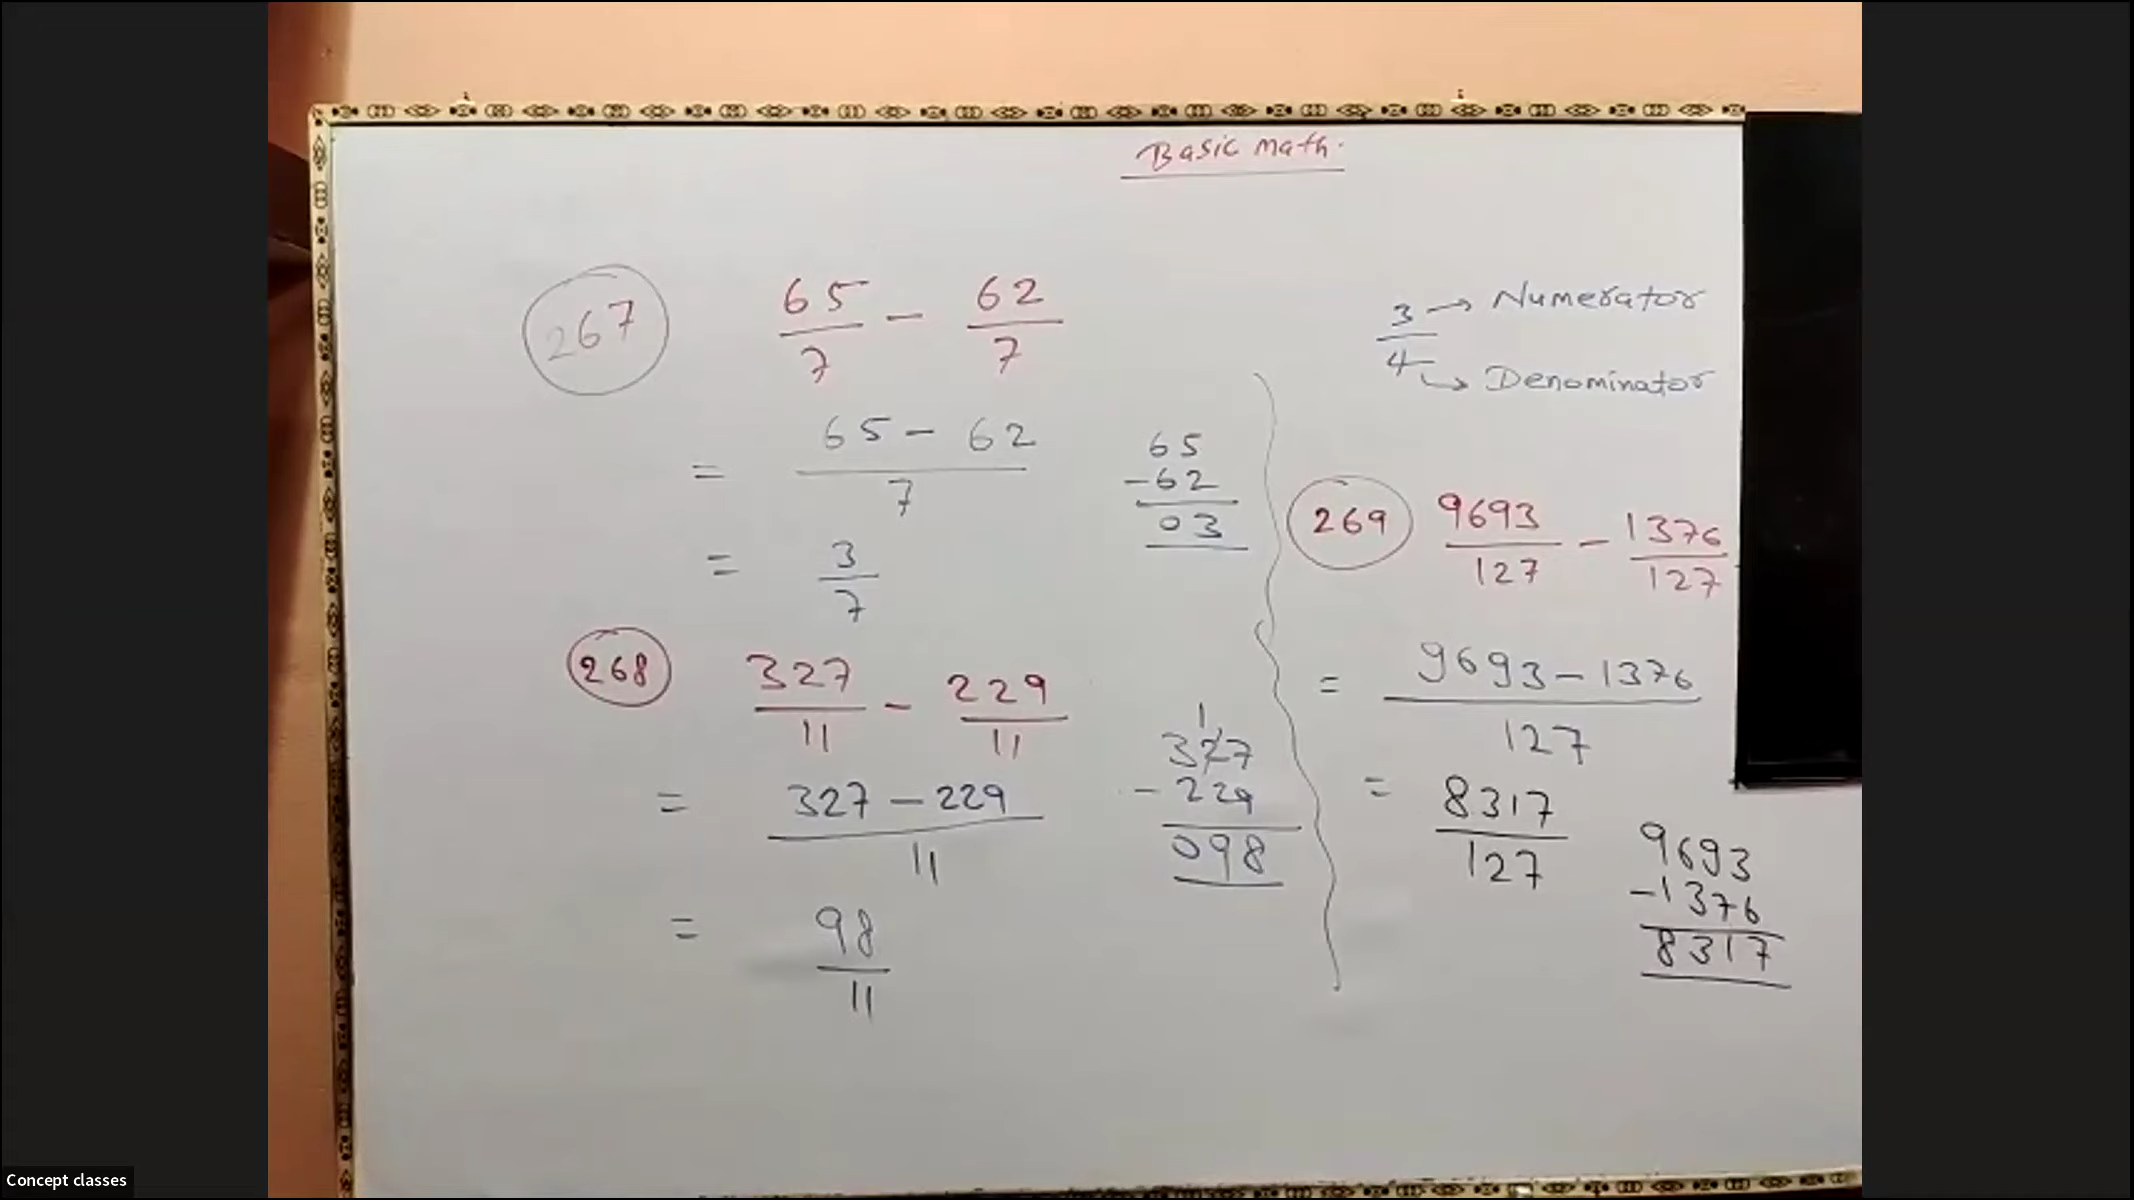 Basic math.
267
65/7 - 62/7
= 65 - 62 / 7
= 3/7
65
-62
03
268
327/11 - 229/11
= 327 - 229 / 11
= 98/11
1
327
- 229
098
3 → Numerator
4 → Denominator
269
9693/127 - 1376/127
= 9693 - 1376 / 127
= 8317/127
9693
-1376
8317
Concept classes